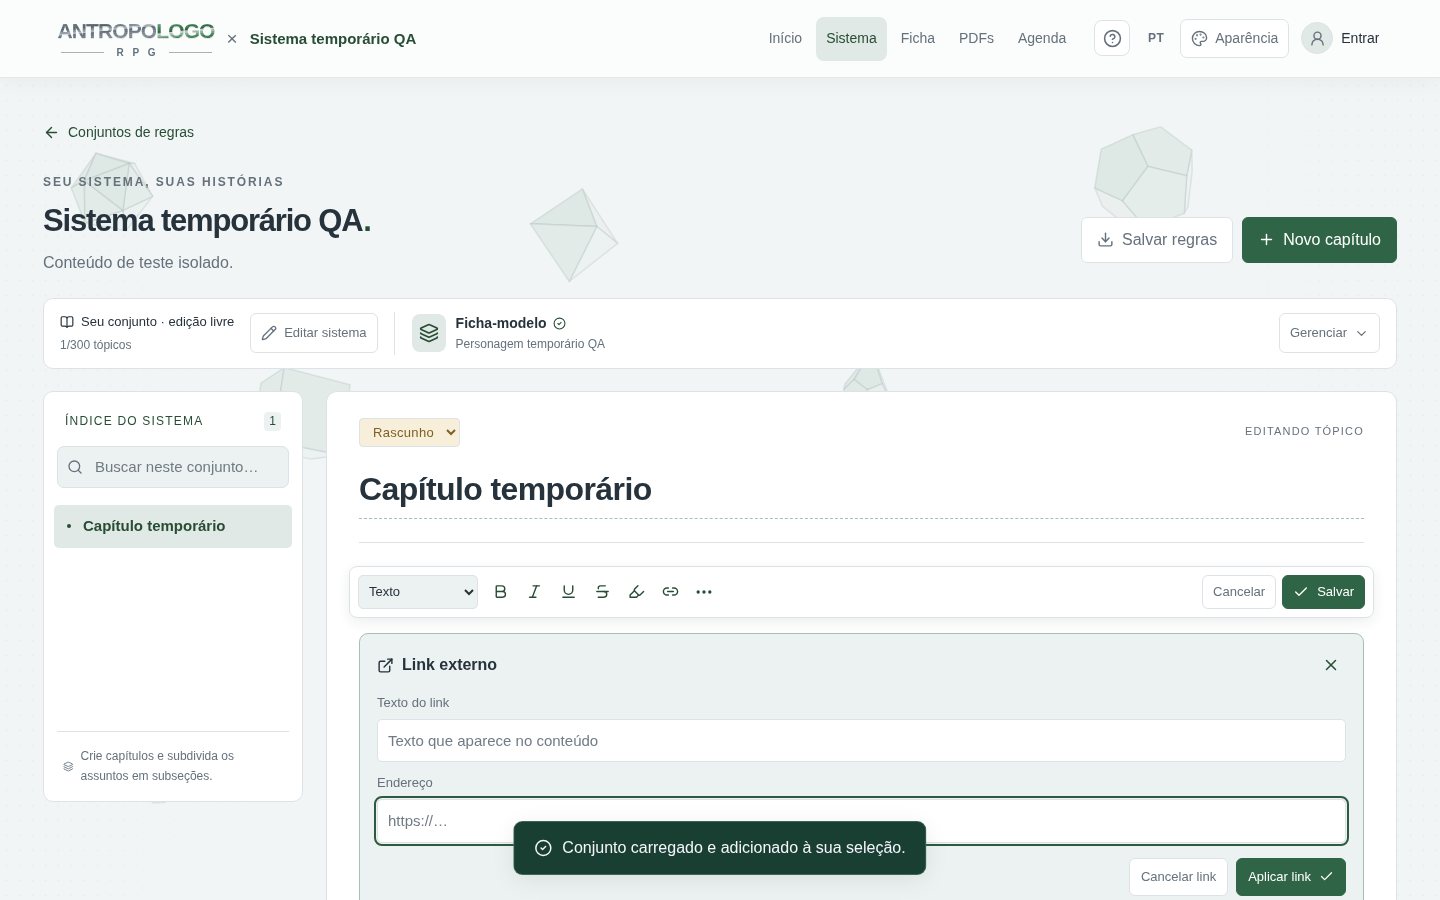 ANTROPOLOGO
RPG
Sistema temporário QA
Início
Sistema
Ficha
PDFs
Agenda
PT
Aparência
Entrar
Conjuntos de regras
SEU SISTEMA, SUAS HISTÓRIAS
Sistema temporário QA.
Conteúdo de teste isolado.
Salvar regras
Novo capítulo
Seu conjunto · edição livre
1/300 tópicos
Editar sistema
Ficha-modelo
Personagem temporário QA
Gerenciar
ÍNDICE DO SISTEMA
1
Buscar neste conjunto…
• Capítulo temporário
Crie capítulos e subdivida os
assuntos em subseções.
Rascunho
EDITANDO TÓPICO
Capítulo temporário
Texto
Cancelar
Salvar
Link externo
Texto do link
Texto que aparece no conteúdo
Endereço
https://…
Conjunto carregado e adicionado à sua seleção.
Cancelar link
Aplicar link